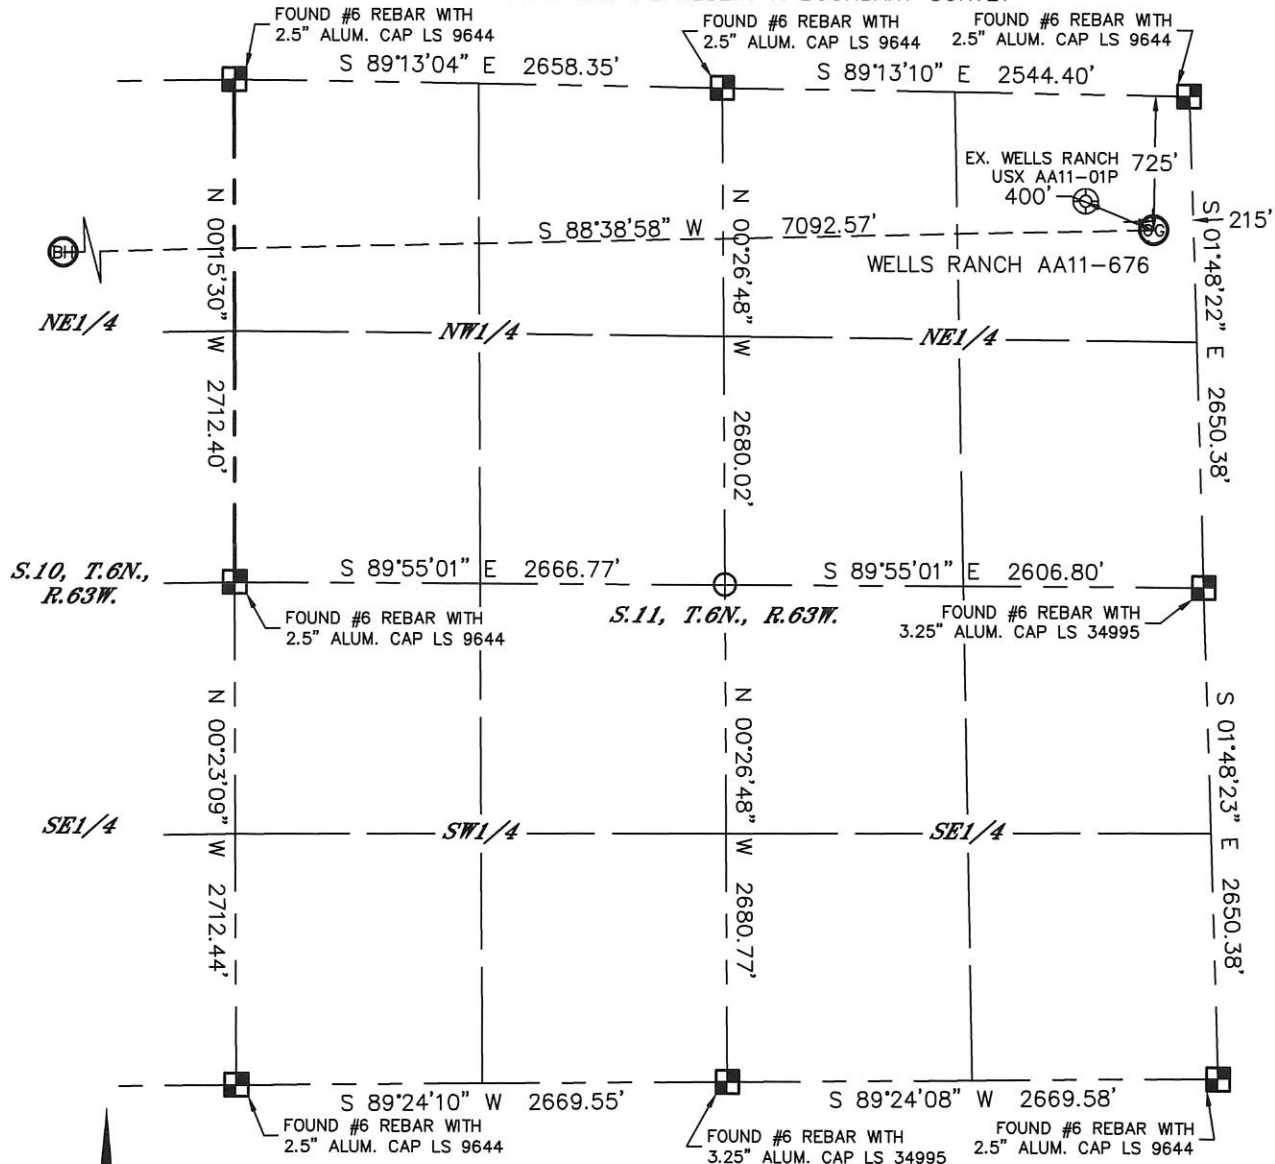 FOUND #6 REBAR WITH
2.5" ALUM. CAP LS 9644
FOUND #6 REBAR WITH
2.5" ALUM. CAP LS 9644
FOUND #6 REBAR WITH
2.5" ALUM. CAP LS 9644
S 89°13'04" E 2658.35'
S 89°13'10" E 2544.40'
EX. WELLS RANCH
USX AA11-01P
400'
725'
215'
BH
S 88°38'58" W 7092.57'
WELLS RANCH AA11-676
N 00°15'30" W 2712.40'
N 00°26'48" W 2680.02'
S 01°48'22" E 2650.38'
NE1/4
NW1/4
NE1/4
S.10, T.6N.,
R.63W.
S 89°55'01" E 2666.77'
S 89°55'01" E 2606.80'
FOUND #6 REBAR WITH
2.5" ALUM. CAP LS 9644
S.11, T.6N., R.63W.
FOUND #6 REBAR WITH
3.25" ALUM. CAP LS 34995
N 00°23'09" W 2712.44'
N 00°26'48" W 2680.77'
S 01°48'23" E 2650.38'
SE1/4
SW1/4
SE1/4
S 89°24'10" W 2669.55'
S 89°24'08" W 2669.58'
FOUND #6 REBAR WITH
2.5" ALUM. CAP LS 9644
FOUND #6 REBAR WITH
3.25" ALUM. CAP LS 34995
FOUND #6 REBAR WITH
2.5" ALUM. CAP LS 9644